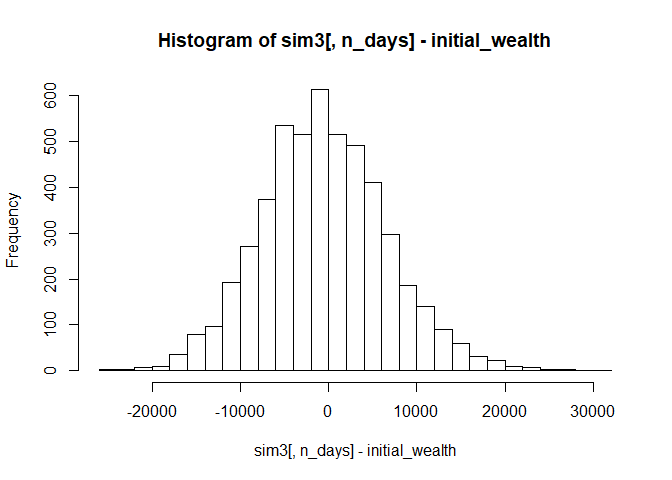 Histogram of sim3[, n_days] - initial_wealth
Frequency
600
500
400
300
200
100
0
-20000 -10000 0 10000 20000 30000
sim3[, n_days] - initial_wealth